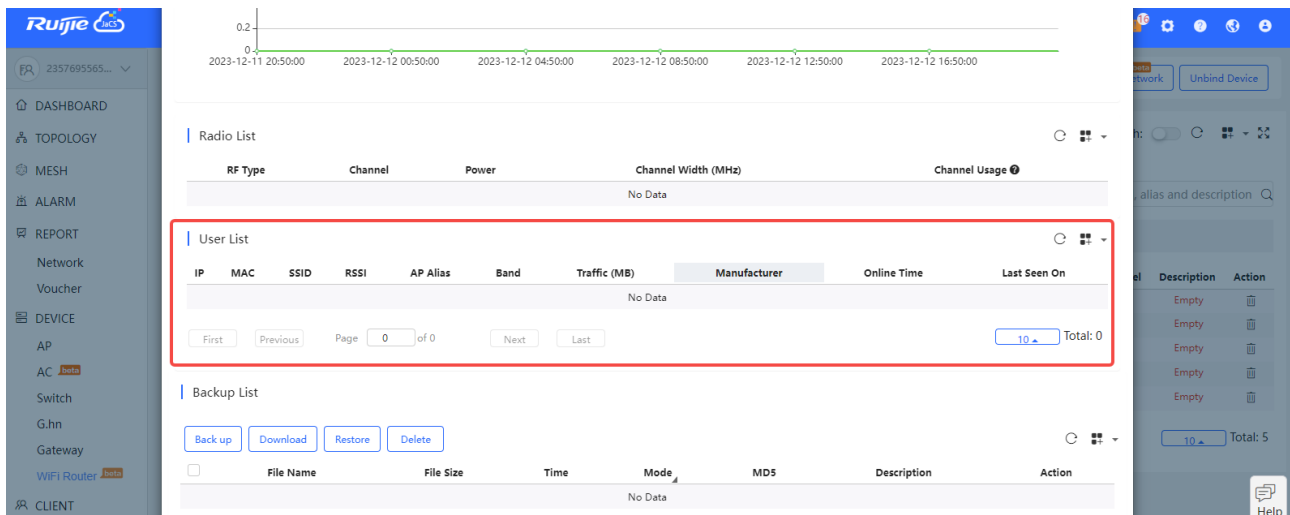 Ruijie JaCS
16
2357695565...
DASHBOARD
TOPOLOGY
MESH
ALARM
REPORT
Network
Voucher
DEVICE
AP
AC beta
Switch
G.hn
Gateway
WiFi Router beta
CLIENT
0.2
0
2023-12-11 20:50:00 2023-12-12 00:50:00 2023-12-12 04:50:00 2023-12-12 08:50:00 2023-12-12 12:50:00 2023-12-12 16:50:00
Radio List
RF Type Channel Power Channel Width (MHz) Channel Usage
No Data
User List
IP MAC SSID RSSI AP Alias Band Traffic (MB) Manufacturer Online Time Last Seen On
No Data
First Previous Page 0 of 0 Next Last 10 Total: 0
Backup List
Back up Download Restore Delete
File Name File Size Time Mode MD5 Description Action
No Data
beta
etwork Unbind Device
h:
, alias and description
el Description Action
Empty
Empty
Empty
Empty
Empty
10 Total: 5
Help